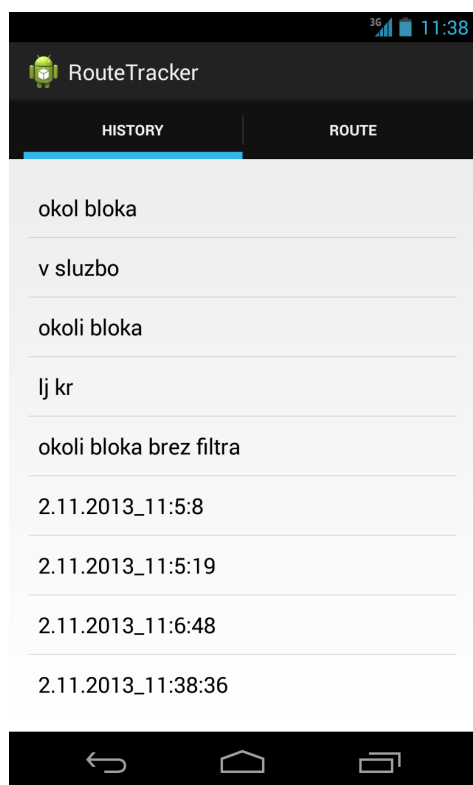 3G 11:38
RouteTracker
HISTORY ROUTE
okol bloka
v sluzbo
okoli bloka
lj kr
okoli bloka brez filtra
2.11.2013_11:5:8
2.11.2013_11:5:19
2.11.2013_11:6:48
2.11.2013_11:38:36